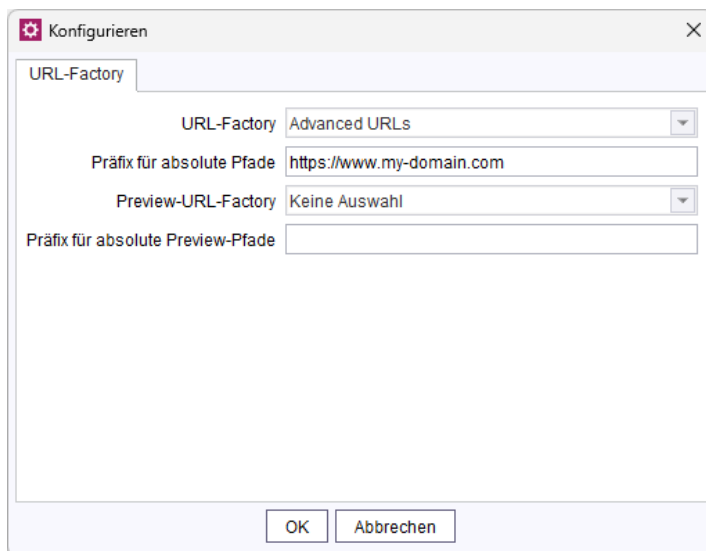 Konfigurieren
URL-Factory
URL-Factory Advanced URLs
Präfix für absolute Pfade https://www.my-domain.com
Preview-URL-Factory Keine Auswahl
Präfix für absolute Preview-Pfade
OK Abbrechen